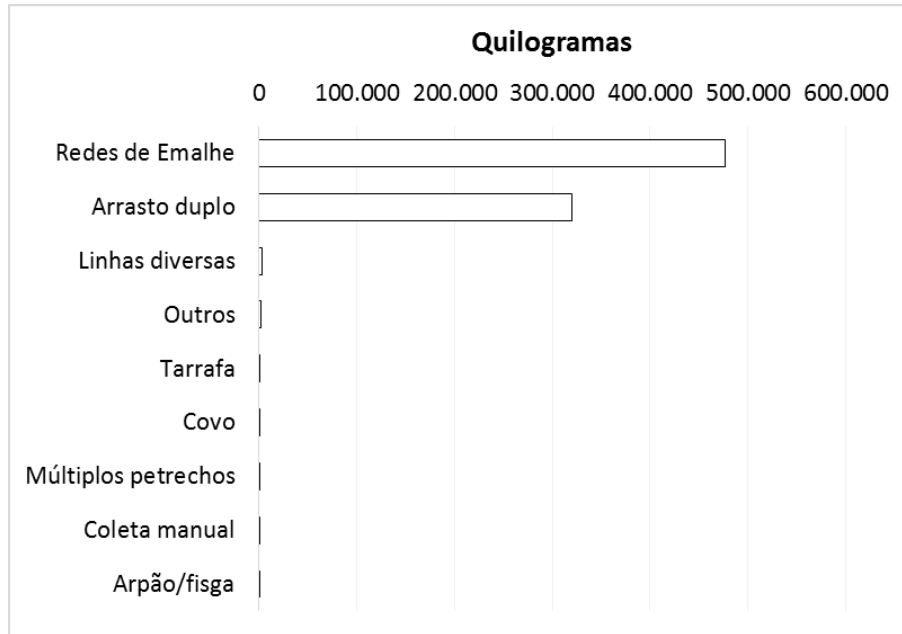 Quilogramas
0 100.000 200.000 300.000 400.000 500.000 600.000
Redes de Emalhe
Arrasto duplo
Linhas diversas
Outros
Tarrafa
Covo
Múltiplos petrechos
Coleta manual
Arpão/fisga